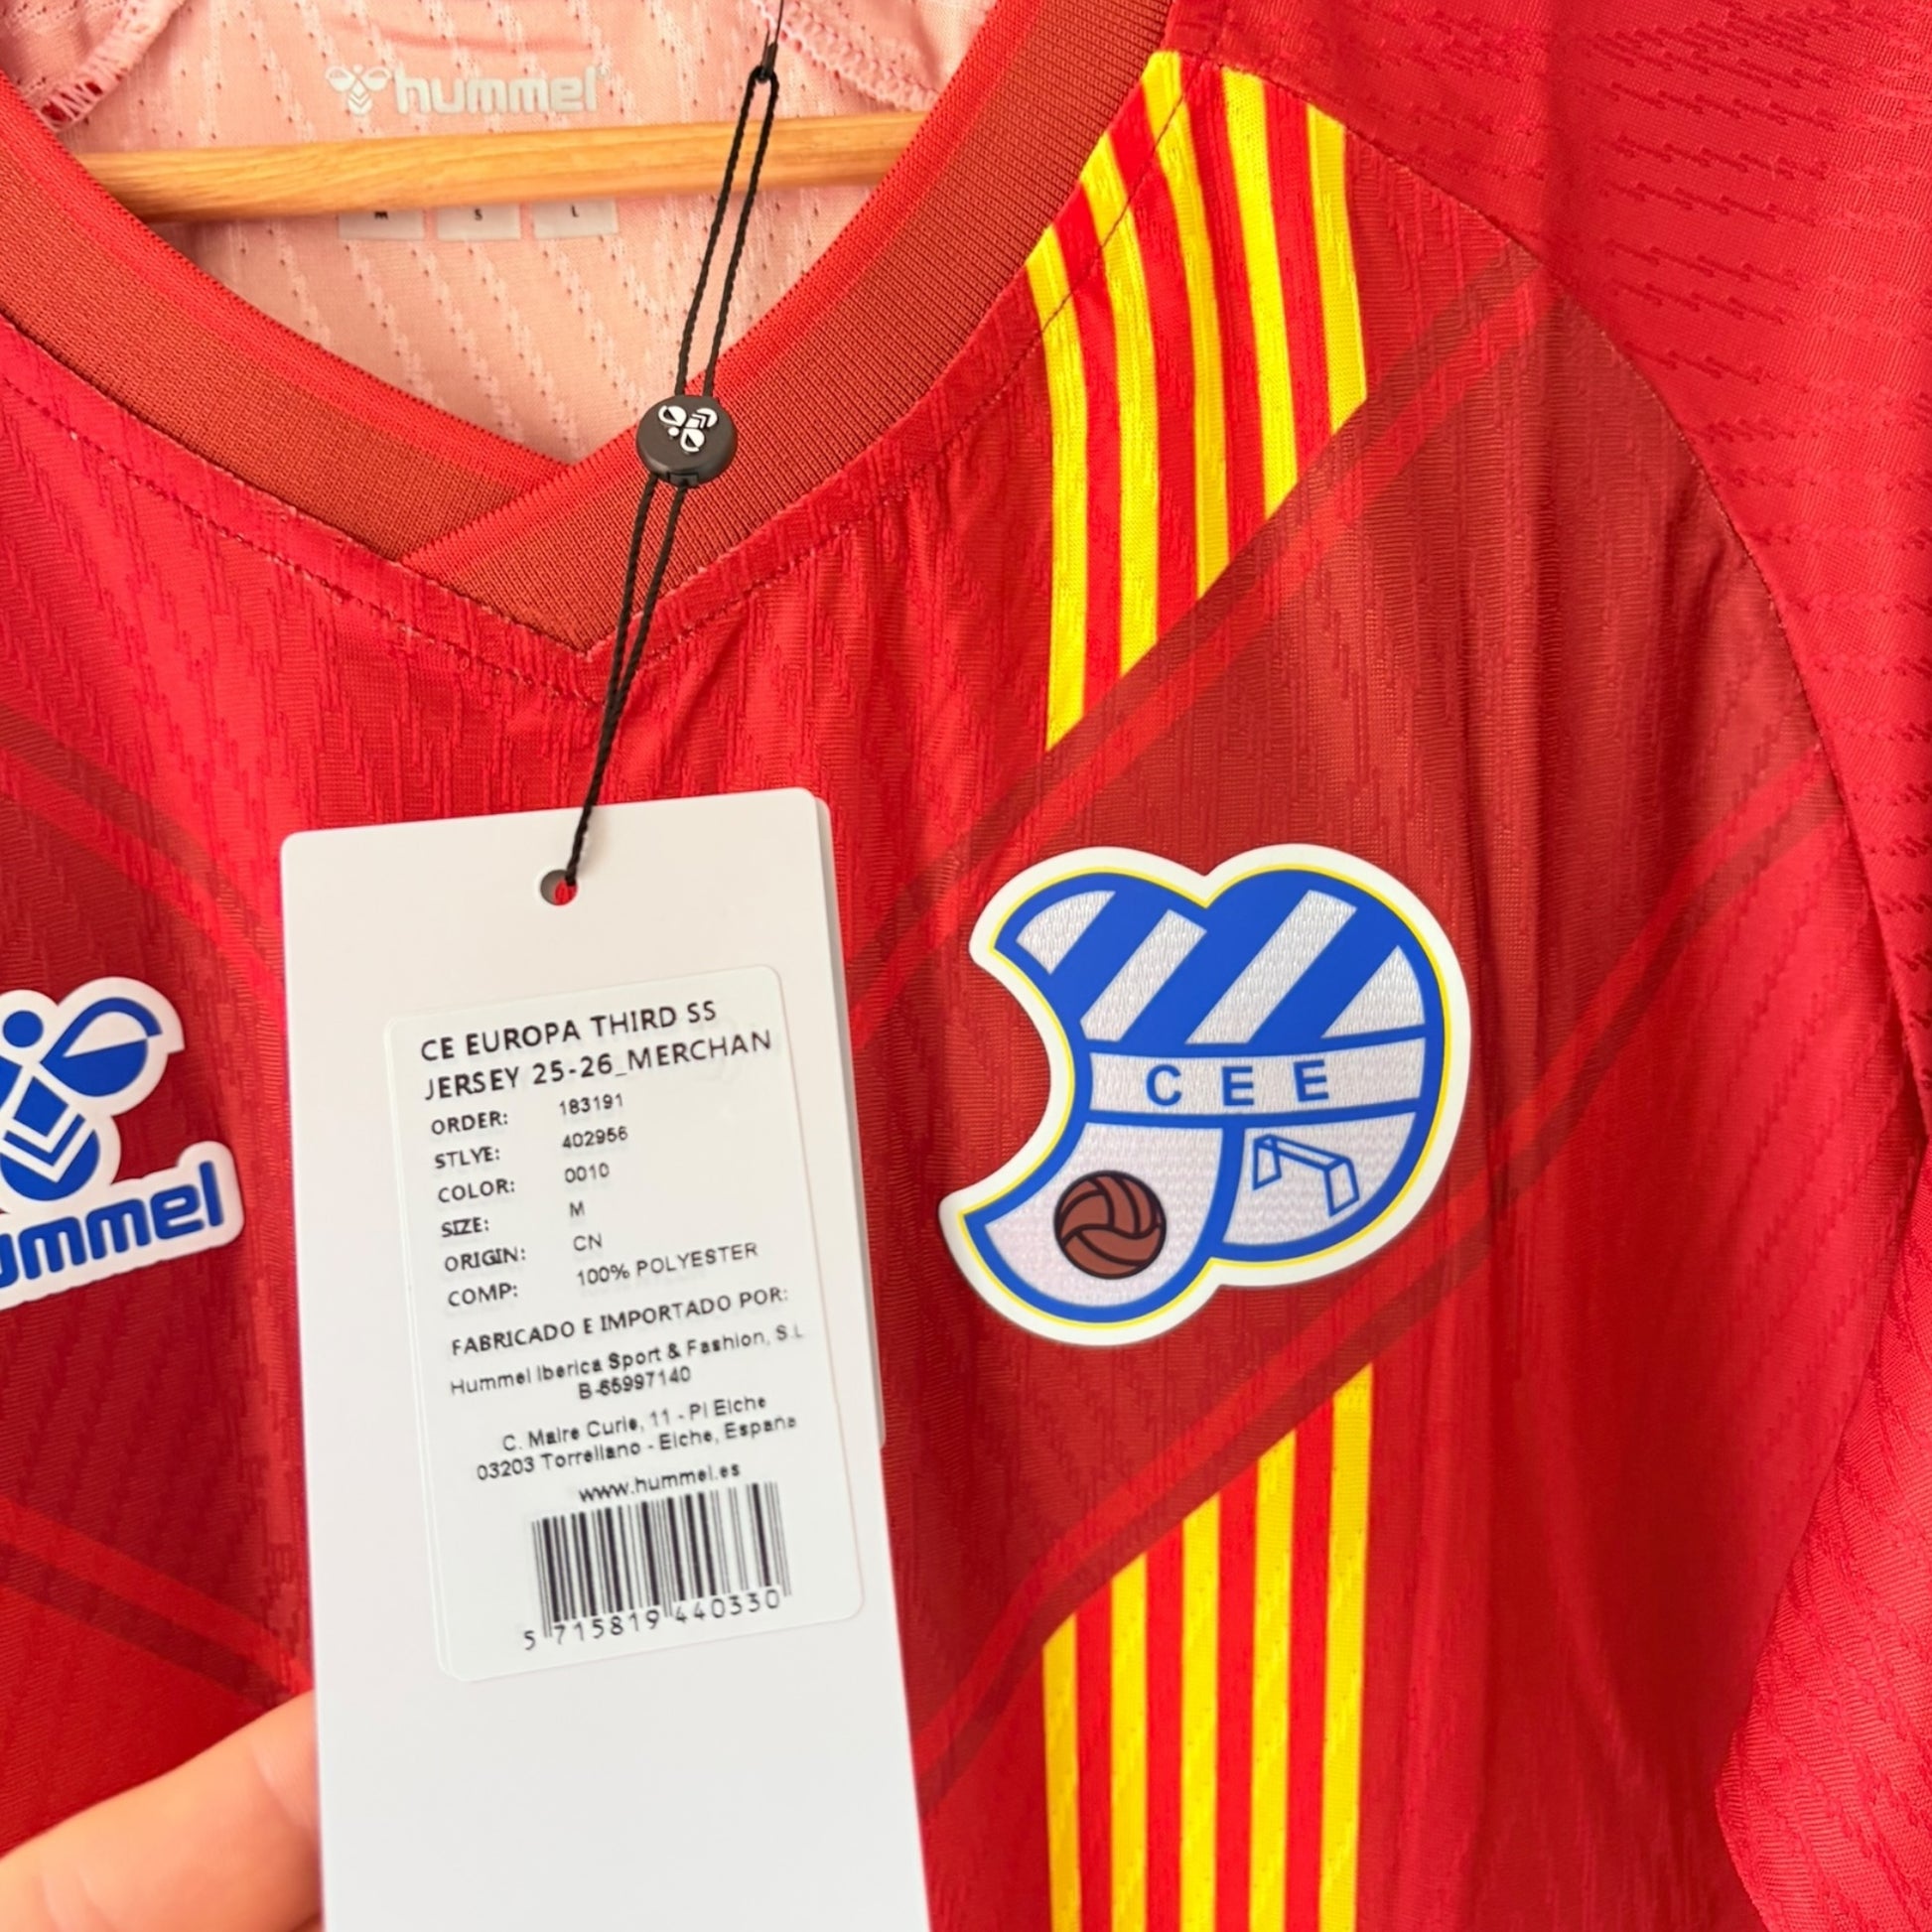 hummel
M S L
CE EUROPA THIRD SS
JERSEY 25-26_MERCHAN
ORDER: 183191
STLYE: 402956
COLOR: 0010
SIZE: M
ORIGIN: CN
COMP: 100% POLYESTER
FABRICADO E IMPORTADO POR:
Hummel Iberica Sport & Fashion, S.L
B-65997140
C. Maire Curie, 11 - PI Elche
03203 Torrellano - Elche, España
www.hummel.es
5 715819 440330
CEE
ummel